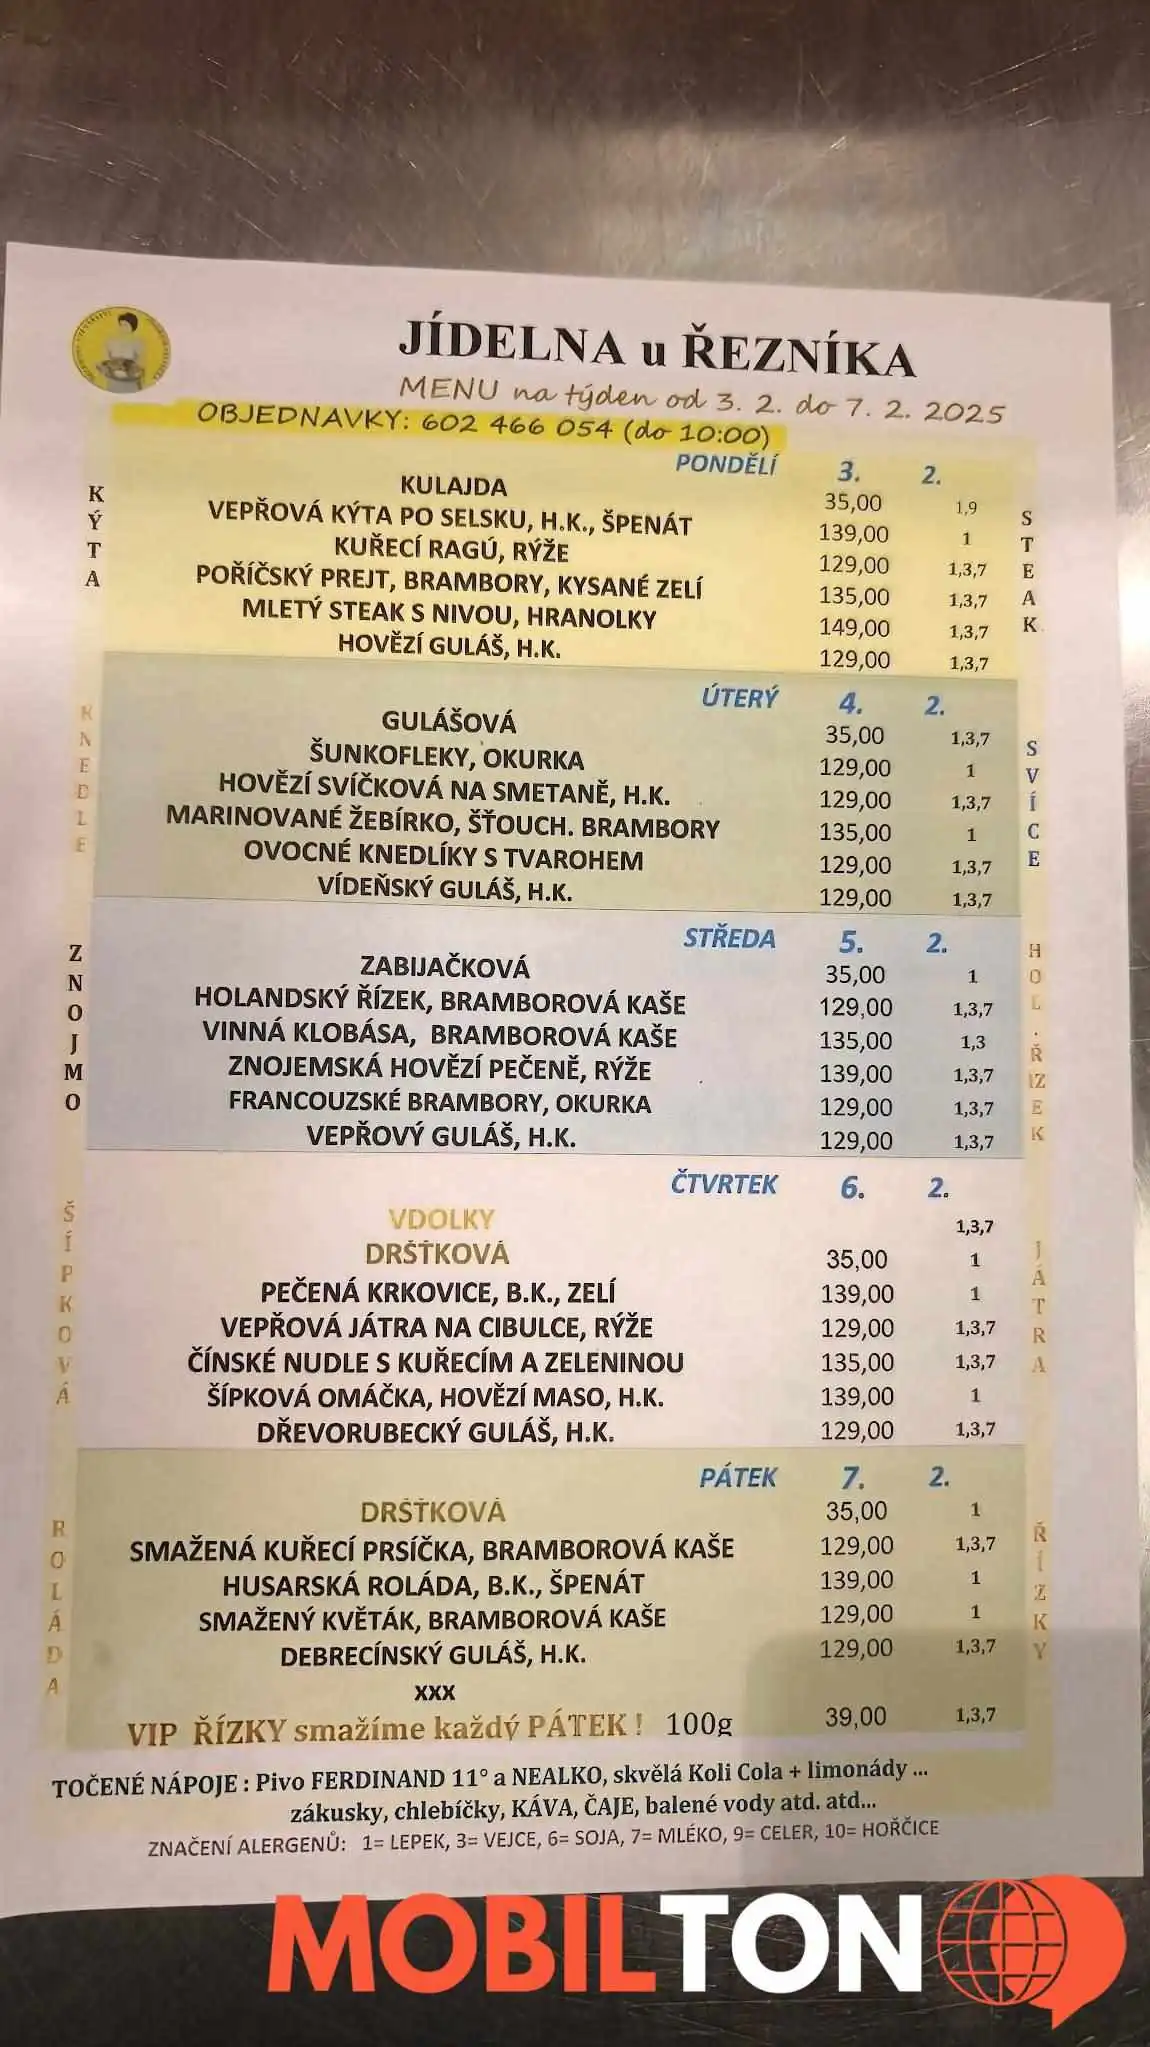 JÍDELNA u ŘEZNÍKA
MENU na týden od 3. 2. do 7. 2. 2025
OBJEDNAVKY: 602 466 054 (do 10:00)
PONDĚLÍ 3. 2.
KULAJDA 35,00 1,9
VEPŘOVÁ KÝTA PO SELSKU, H.K., ŠPENÁT 139,00 1
KUŘECÍ RAGÚ, RÝŽE 129,00 1,3,7
POŘÍČSKÝ PREJT, BRAMBORY, KYSANÉ ZELÍ 135,00 1,3,7
MLETÝ STEAK S NIVOU, HRANOLKY 149,00 1,3,7
HOVĚZÍ GULÁŠ, H.K. 129,00 1,3,7
KÝTA
STEAK
ÚTERÝ 4. 2.
GULÁŠOVÁ 35,00 1,3,7
ŠUNKOFLEKY, OKURKA 129,00 1
HOVĚZÍ SVÍČKOVÁ NA SMETANĚ, H.K. 129,00 1,3,7
MARINOVANÉ ŽEBÍRKO, ŠŤOUCH. BRAMBORY 135,00 1
OVOCNÉ KNEDLÍKY S TVAROHEM 129,00 1,3,7
VÍDEŇSKÝ GULÁŠ, H.K. 129,00 1,3,7
KNEDLE
SVÍCE
STŘEDA 5. 2.
ZABIJAČKOVÁ 35,00 1
HOLANDSKÝ ŘÍZEK, BRAMBOROVÁ KAŠE 129,00 1,3,7
VINNÁ KLOBÁSA, BRAMBOROVÁ KAŠE 135,00 1,3
ZNOJEMSKÁ HOVĚZÍ PEČENĚ, RÝŽE 139,00 1,3,7
FRANCOUZSKÉ BRAMBORY, OKURKA 129,00 1,3,7
VEPŘOVÝ GULÁŠ, H.K. 129,00 1,3,7
ZNOJMO
HOL.ŘIZEK
ČTVRTEK 6. 2.
VDOLKY 1,3,7
DRŠŤKOVÁ 35,00 1
PEČENÁ KRKOVICE, B.K., ZELÍ 139,00 1
VEPŘOVÁ JÁTRA NA CIBULCE, RÝŽE 129,00 1,3,7
ČÍNSKÉ NUDLE S KUŘECÍM A ZELENINOU 135,00 1,3,7
ŠÍPKOVÁ OMÁČKA, HOVĚZÍ MASO, H.K. 139,00 1
DŘEVORUBECKÝ GULÁŠ, H.K. 129,00 1,3,7
ŠÍPKOVÁ
JÁTRA
PÁTEK 7. 2.
DRŠŤKOVÁ 35,00 1
SMAŽENÁ KUŘECÍ PRSÍČKA, BRAMBOROVÁ KAŠE 129,00 1,3,7
HUSARSKÁ ROLÁDA, B.K., ŠPENÁT 139,00 1
SMAŽENÝ KVĚTÁK, BRAMBOROVÁ KAŠE 129,00 1
DEBRECÍNSKÝ GULÁŠ, H.K. 129,00 1,3,7
xxx
VIP ŘÍZKY smažíme každý PÁTEK ! 100g 39,00 1,3,7
ROLÁDA
ŘÍZKY
TOČENÉ NÁPOJE : Pivo FERDINAND 11° a NEALKO, skvělá Koli Cola + limonády ...
zákusky, chlebíčky, KÁVA, ČAJE, balené vody atd. atd...
ZNAČENÍ ALERGENŮ: 1= LEPEK, 3= VEJCE, 6= SOJA, 7= MLÉKO, 9= CELER, 10= HOŘČICE
MOBILTON